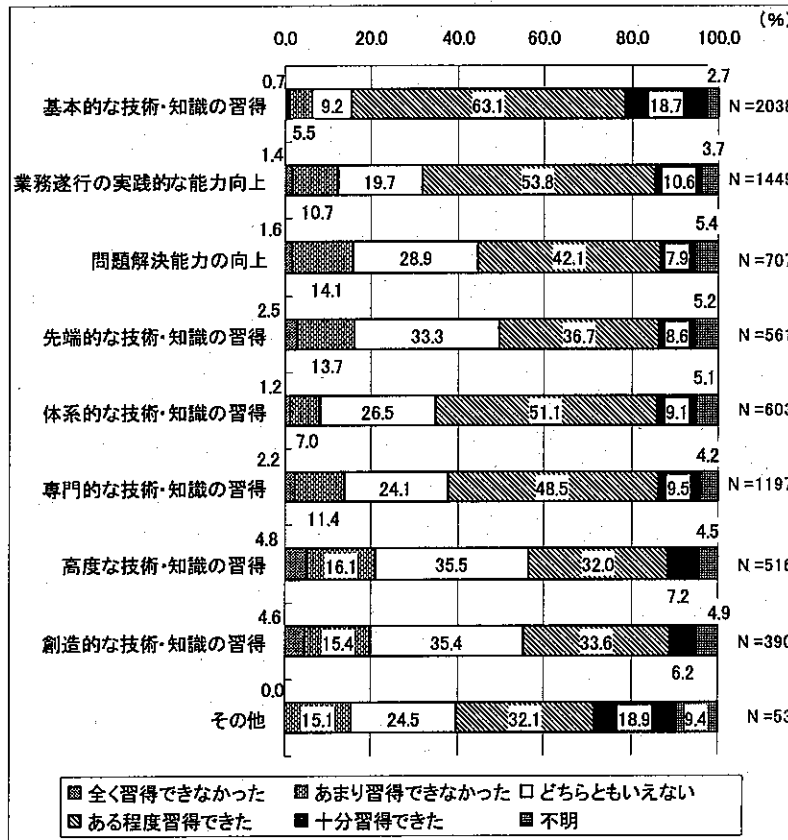 (%)
0.0 20.0 40.0 60.0 80.0 100.0
0.7 2.7
基本的な技術・知識の習得 9.2 63.1 18.7 N=2038
5.5
1.4 3.7
業務遂行の実践的な能力向上 19.7 53.8 10.6 N=1449
10.7
1.6 5.4
問題解決能力の向上 28.9 42.1 7.9 N=707
14.1
2.5 5.2
先端的な技術・知識の習得 33.3 36.7 8.6 N=561
13.7
1.2 5.1
体系的な技術・知識の習得 26.5 51.1 9.1 N=603
7.0
2.2 4.2
専門的な技術・知識の習得 24.1 48.5 9.5 N=1197
11.4
4.8 4.5
高度な技術・知識の習得 16.1 35.5 32.0 N=516
7.2
4.6 4.9
創造的な技術・知識の習得 15.4 35.4 33.6 N=390
6.2
0.0
その他 15.1 24.5 32.1 18.9 9.4 N=53
全く習得できなかった あまり習得できなかった どちらともいえない
ある程度習得できた 十分習得できた 不明